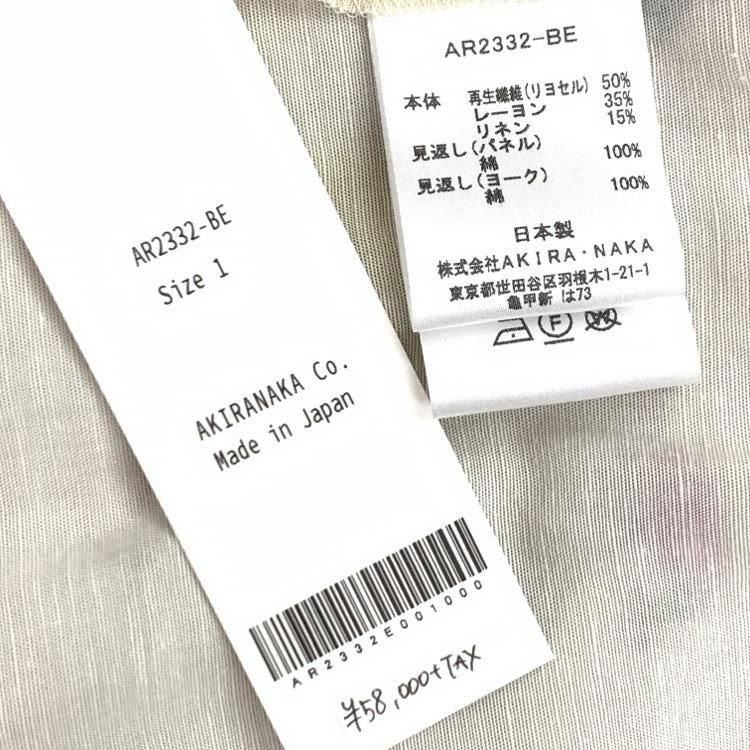 AR2332-BE
Size 1
AKIRANAKA Co.
Made in Japan
AR2332E001000
¥58,000+TAX
AR2332-BE
本体 再生繊維(リヨセル) 50%
レーヨン 35%
リネン 15%
見返し(パネル)
綿 100%
見返し(ヨーク)
綿 100%
日本製
株式会社AKIRA・NAKA
東京都世田谷区羽根木1-21-1
亀甲新 は73
F
W